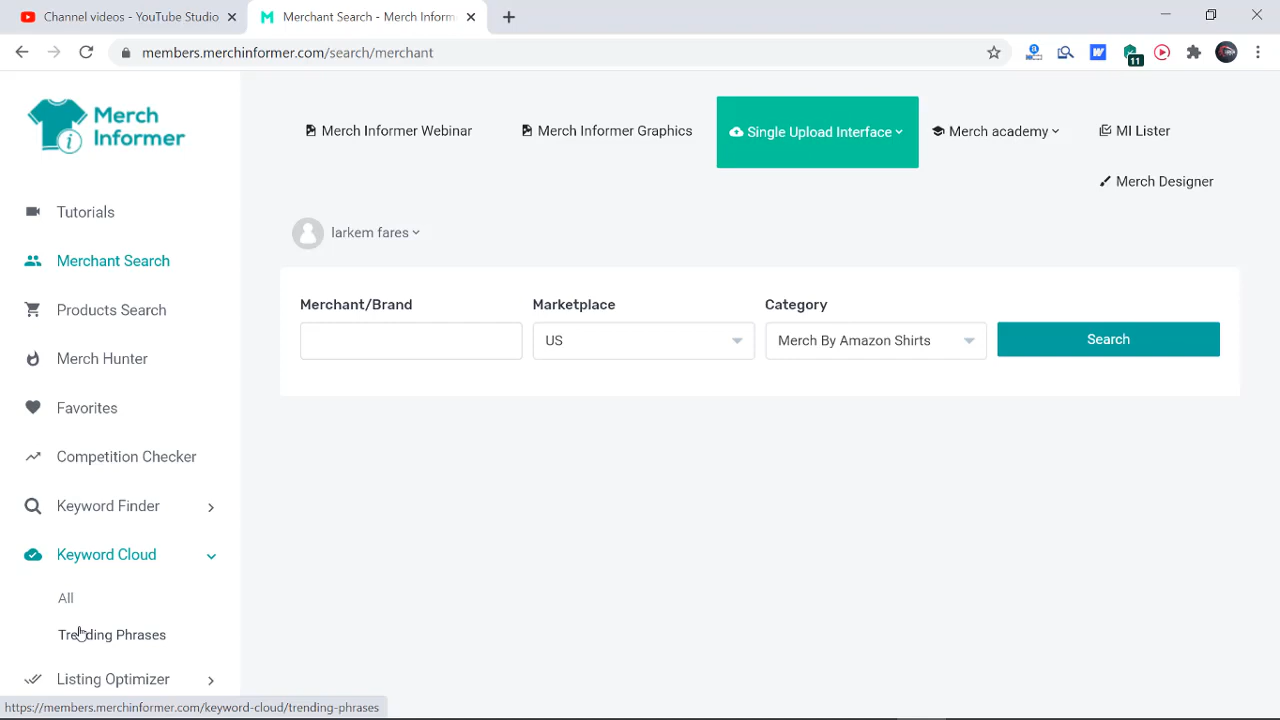 Channel videos - YouTube Studio
Merchant Search - Merch Inform
members.merchinformer.com/search/merchant
11
Merch
Informer
Merch Informer Webinar
Merch Informer Graphics
Single Upload Interface
Merch academy
MI Lister
Merch Designer
larkem fares
Tutorials
Merchant Search
Products Search
Merch Hunter
Favorites
Competition Checker
Keyword Finder
Keyword Cloud
All
Trending Phrases
Listing Optimizer
Merchant/Brand
Marketplace
Category
US
Merch By Amazon Shirts
Search
https://members.merchinformer.com/keyword-cloud/trending-phrases